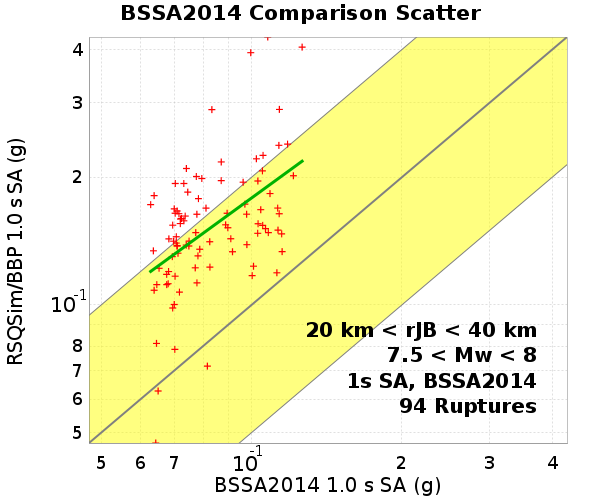 BSSA2014 Comparison Scatter
RSQSim/BBP 1.0 s SA (g)
4
3
2
10-1
8
7
6
5
20 km < rJB < 40 km
7.5 < Mw < 8
1s SA, BSSA2014
94 Ruptures
5 6 7 10-1 2 3 4
BSSA2014 1.0 s SA (g)